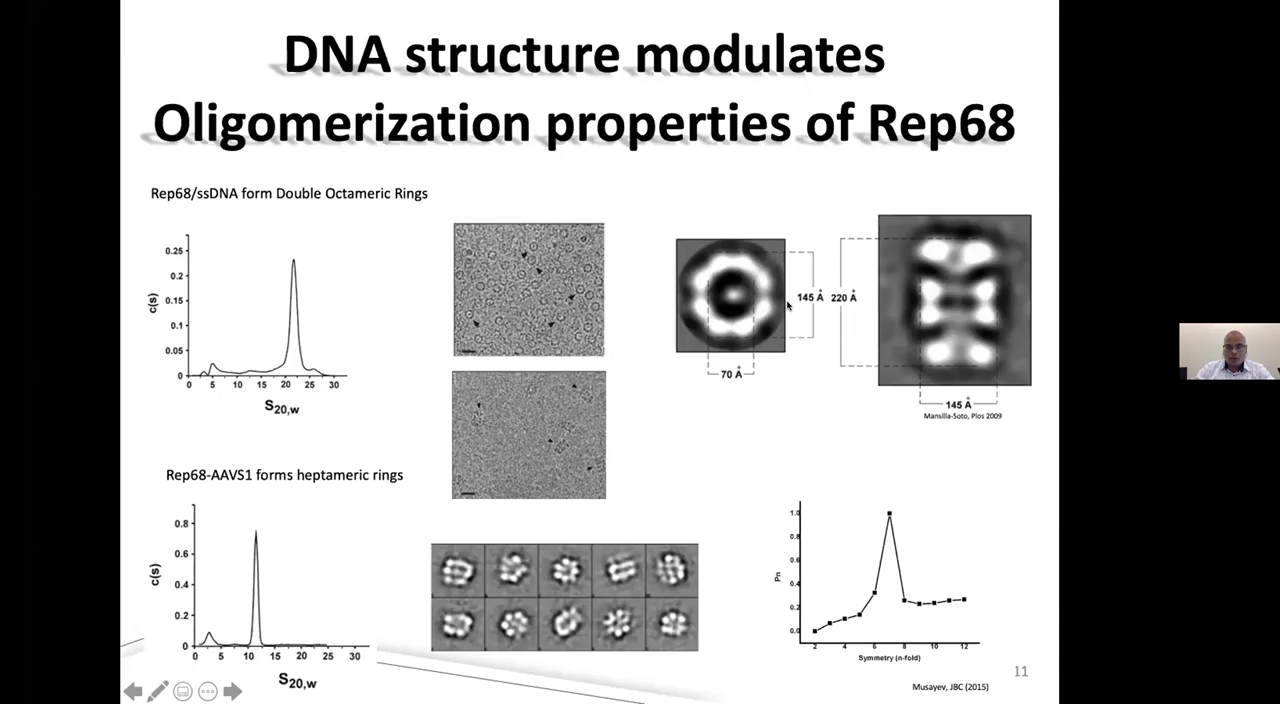 DNA structure modulates
Oligomerization properties of Rep68
Rep68/ssDNA form Double Octameric Rings
0.25
0.2
0.15
0.1
0.05
0
c(s)
0 5 10 15 20 25 30
S20,w
145 Å
220 Å
70 Å
145 Å
Mansilla-Soto, Plos 2009
Rep68-AAVS1 forms heptameric rings
0.8
0.6
0.4
0.2
0
c(s)
0 5 10 15 20 25 30
S20,w
1.0
0.8
0.6
0.4
0.2
0.0
Pn
2 4 6 8 10 12
Symmetry (n-fold)
11
Musayev, JBC (2015)